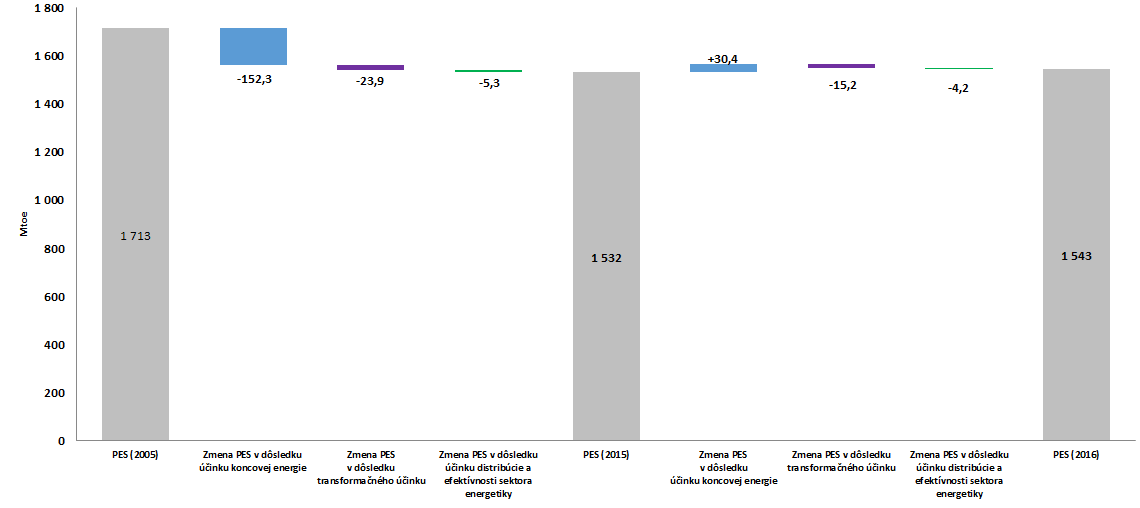 1 800
1 600
1 400
1 200
1 000
800
600
400
200
0
Mtoe
1 713
-152,3
-23,9
-5,3
1 532
+30,4
-15,2
-4,2
1 543
PES (2005)
Zmena PES v dôsledku
účinku koncovej energie
Zmena PES
v dôsledku
transformačného účinku
Zmena PES v dôsledku
účinku distribúcie a
efektívnosti sektora
energetiky
PES (2015)
Zmena PES
v dôsledku
účinku koncovej energie
Zmena PES v dôsledku
transformačného účinku
Zmena PES v dôsledku
účinku distribúcie a
efektívnosti sektora
energetiky
PES (2016)